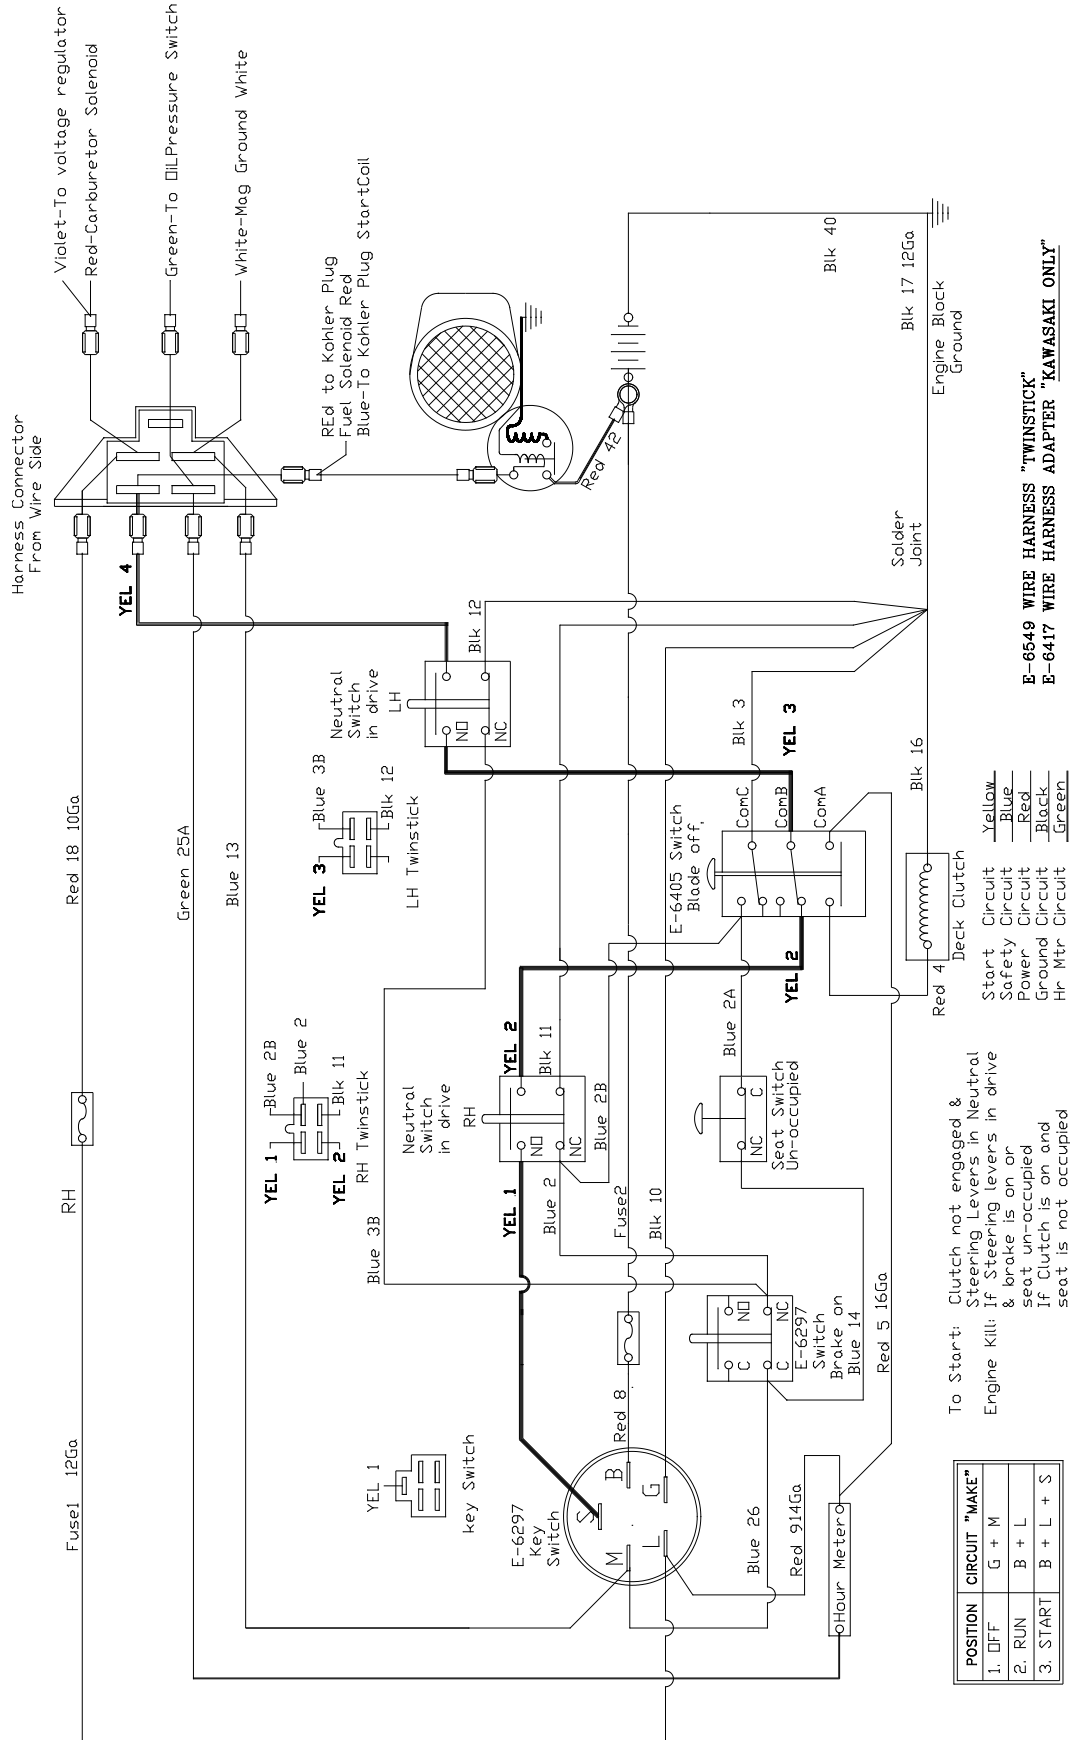 Harness Connector
From Wire Side
Violet-To voltage regulator
Red-Carburetor Solenoid
Green-To OiLPressure Switch
White-Mag Ground White
REd to Kohler Plug
Fuel Solenoid Red
Blue-To Kohler Plug StartCoil
Fuse1 12Ga
RH
Red 18 10Ga
YEL 4
Green 25A
Blue 13
Neutral
Switch
in drive
LH
NO
NC
Blk 12
Blue 3B
YEL 3
Blk 12
LH Twinstick
Red 42
Blk 40
Blk 17 12Ga
Engine Block
Ground
Solder
Joint
Blk 3
YEL 3
Blk 16
E-6405 Switch
Blade off,
ComC
ComB
ComA
Deck Clutch
Red 4
YEL 2
Blue 2A
Blue 2B
Blue 2
YEL 1
Blk 11
YEL 2
RH Twinstick
Neutral
Switch
in drive
RH
YEL 2
Blk 11
NO
NC
Blue 2B
YEL 1
Blue 2
Fuse2
Blk 10
Seat Switch
Un-occupied
C
NC
Blue 3B
NO
NC
C
C
E-6297
Switch
Brake on
Blue 14
Red 5 16Ga
Red 8
YEL 1
key Switch
E-6297
Key
Switch
S
B
M
G
L
Blue 26
Red 914Ga
Hour Meter
E-6549 WIRE HARNESS "TWINSTICK"
E-6417 WIRE HARNESS ADAPTER "KAWASAKI ONLY"
Start Circuit Yellow
Safety Circuit Blue
Power Circuit Red
Ground Circuit Black
Hr Mtr Circuit Green
To Start: Clutch not engaged &
Steering Levers in Neutral
Engine Kill: If Steering levers in drive
& brake is on or
seat un-occupied
If Clutch is on and
seat is not occupied
POSITION CIRCUIT "MAKE"
1. OFF G + M
2. RUN B + L
3. START B + L + S